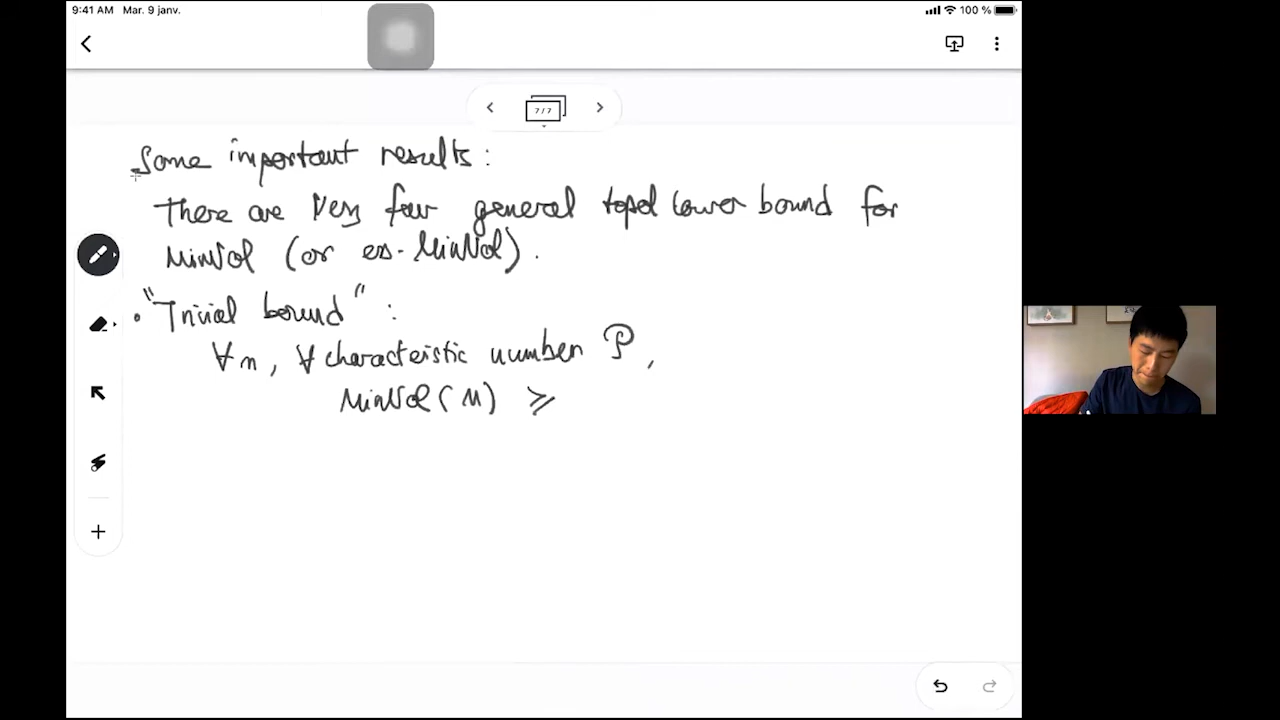 9:41 AM Mar. 9 janv.
100 %
7/7
Some important results:
There are very few general topol lower bound for
MinVol (or es-MinVol).
• "Trivial bound":
∀n, ∀ characteristic number P,
MinVol(M) ⩾